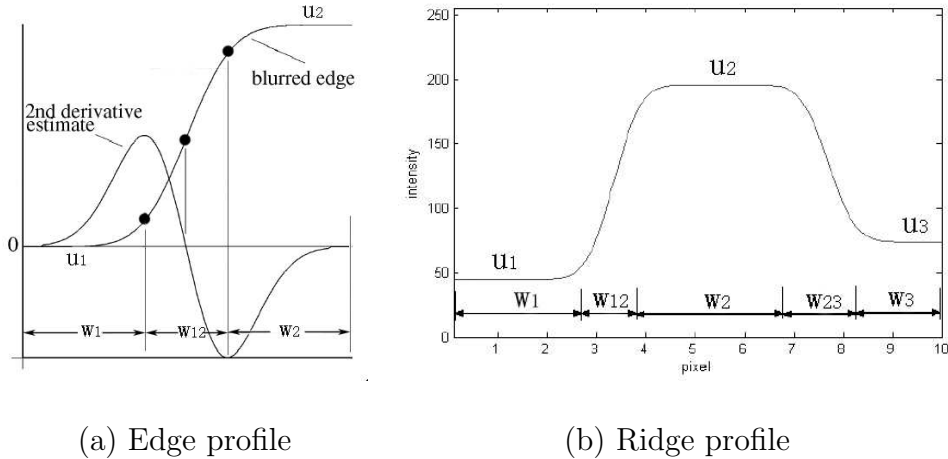 u2
blurred edge
2nd derivative
estimate
0
u1
w1
w12
w2
(a) Edge profile
250
200
150
100
50
0
intensity
u1
u2
u3
w1
w12
w2
w23
w3
1 2 3 4 5 6 7 8 9 10
pixel
(b) Ridge profile